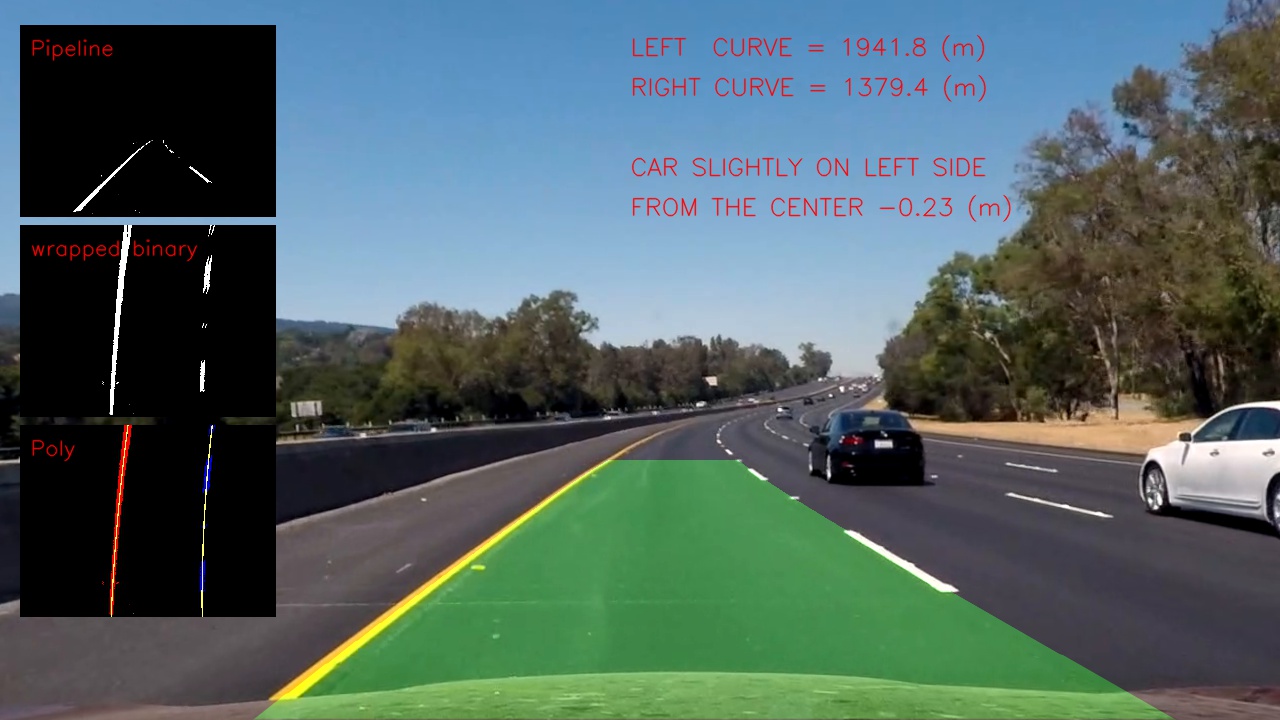 Pipeline
wrapped binary
Poly
LEFT CURVE = 1941.8 (m)
RIGHT CURVE = 1379.4 (m)
CAR SLIGHTLY ON LEFT SIDE
FROM THE CENTER −0.23 (m)